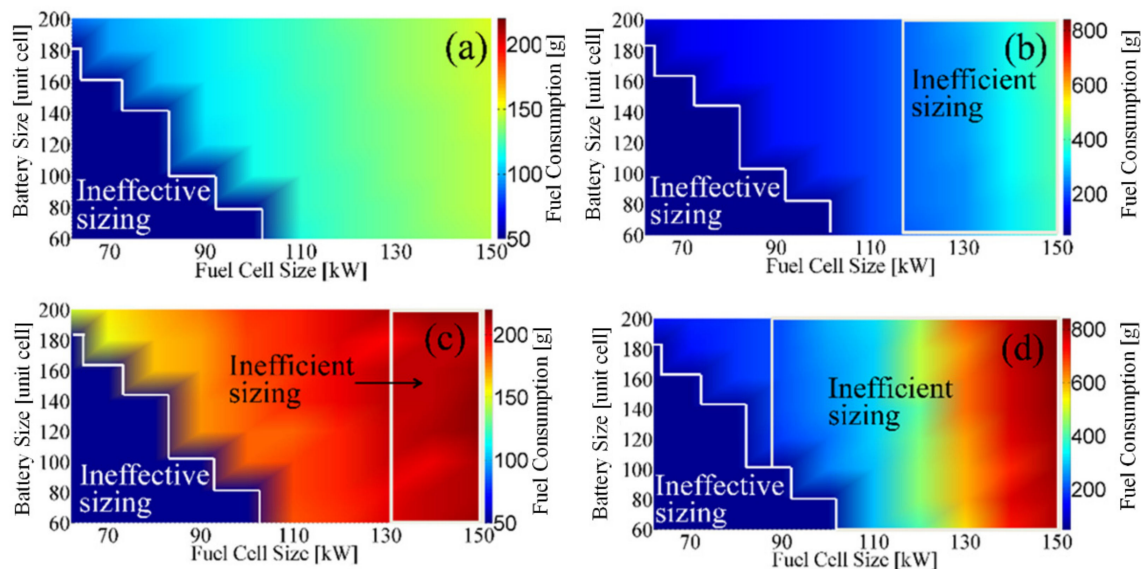 200
180
160
140
120
100
80
60
Battery Size [unit cell]
70
90
110
130
150
Fuel Cell Size [kW]
(a)
Ineffective
sizing
200
150
100
50
Fuel Consumption [g]
200
180
160
140
120
100
80
60
Battery Size [unit cell]
70
90
110
130
150
Fuel Cell Size [kW]
(b)
Inefficient
sizing
Ineffective
sizing
800
600
400
200
Fuel Consumption [g]
200
180
160
140
120
100
80
60
Battery Size [unit cell]
70
90
110
130
150
Fuel Cell Size [kW]
(c)
Inefficient
sizing
Ineffective
sizing
200
150
100
50
Fuel Consumption [g]
200
180
160
140
120
100
80
60
Battery Size [unit cell]
70
90
110
130
150
Fuel Cell Size [kW]
(d)
Inefficient
sizing
Ineffective
sizing
800
600
400
200
Fuel Consumption [g]